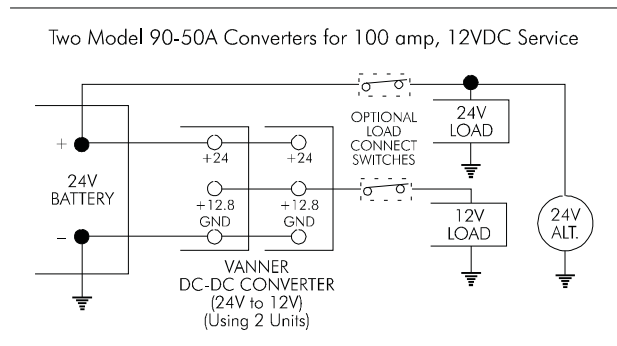 Two Model 90-50A Converters for 100 amp, 12VDC Service
OPTIONAL
LOAD
CONNECT
SWITCHES
24V
LOAD
+
+24
+24
24V
BATTERY
+12.8
+12.8
GND
GND
–
12V
LOAD
24V
ALT.
VANNER
DC-DC CONVERTER
(24V to 12V)
(Using 2 Units)